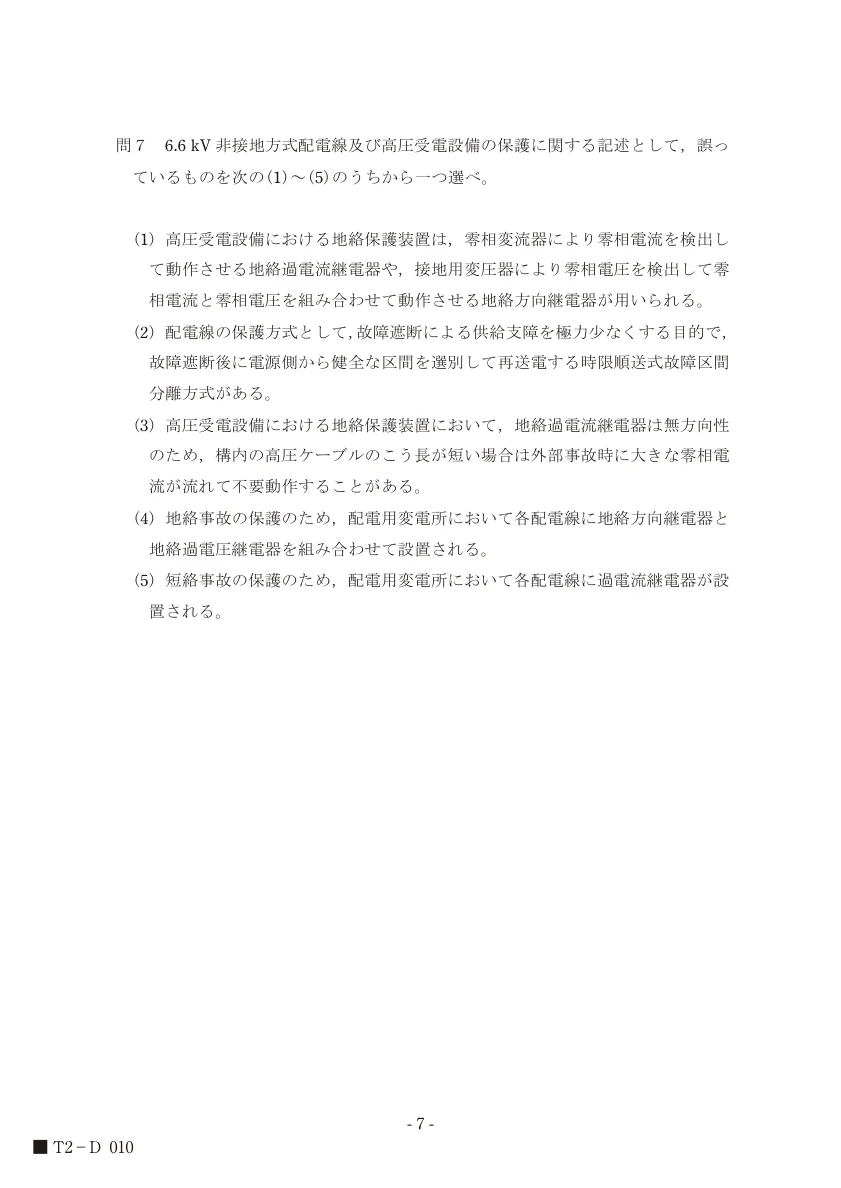 問７　6.6 kV 非接地方式配電線及び高圧受電設備の保護に関する記述として，誤っ
ているものを次の(1)～(5)のうちから一つ選べ。
(1) 高圧受電設備における地絡保護装置は，零相変流器により零相電流を検出し
て動作させる地絡過電流継電器や，接地用変圧器により零相電圧を検出して零
相電流と零相電圧を組み合わせて動作させる地絡方向継電器が用いられる。
(2) 配電線の保護方式として，故障遮断による供給支障を極力少なくする目的で，
故障遮断後に電源側から健全な区間を選別して再送電する時限順送式故障区間
分離方式がある。
(3) 高圧受電設備における地絡保護装置において，地絡過電流継電器は無方向性
のため，構内の高圧ケーブルのこう長が短い場合は外部事故時に大きな零相電
流が流れて不要動作することがある。
(4) 地絡事故の保護のため，配電用変電所において各配電線に地絡方向継電器と
地絡過電圧継電器を組み合わせて設置される。
(5) 短絡事故の保護のため，配電用変電所において各配電線に過電流継電器が設
置される。
- 7 -
■ T2－D 010